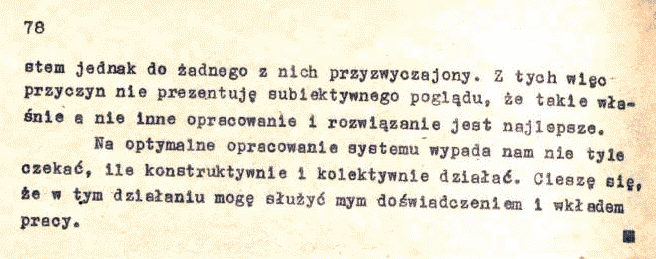 78
stem jednak do żadnego z nich przyzwyczajony. Z tych więc
przyczyn nie prezentuję subiektywnego poglądu, że takie wła-
śnie a nie inne opracowanie i rozwiązanie jest najlepsze.
Na optymalne opracowanie systemu wypada nam nie tyle
czekać, ile konstruktywnie i kolektywnie działać. Cieszę się,
że w tym działaniu mogę służyć mym doświadczeniem i wkładem
pracy.